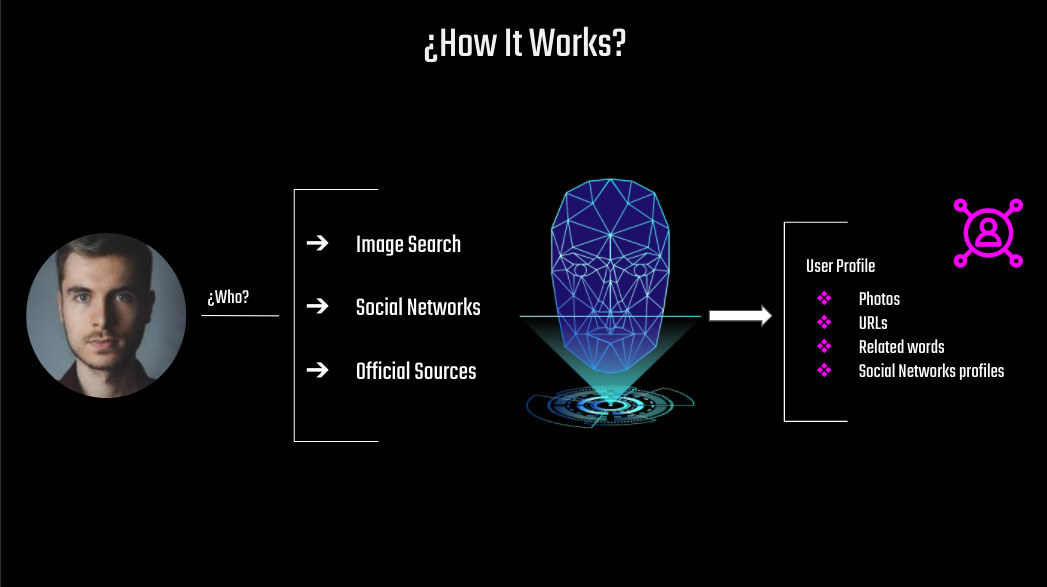 ¿How It Works?
¿Who?
➔ Image Search
➔ Social Networks
➔ Official Sources
User Profile
❖ Photos
❖ URLs
❖ Related words
❖ Social Networks profiles